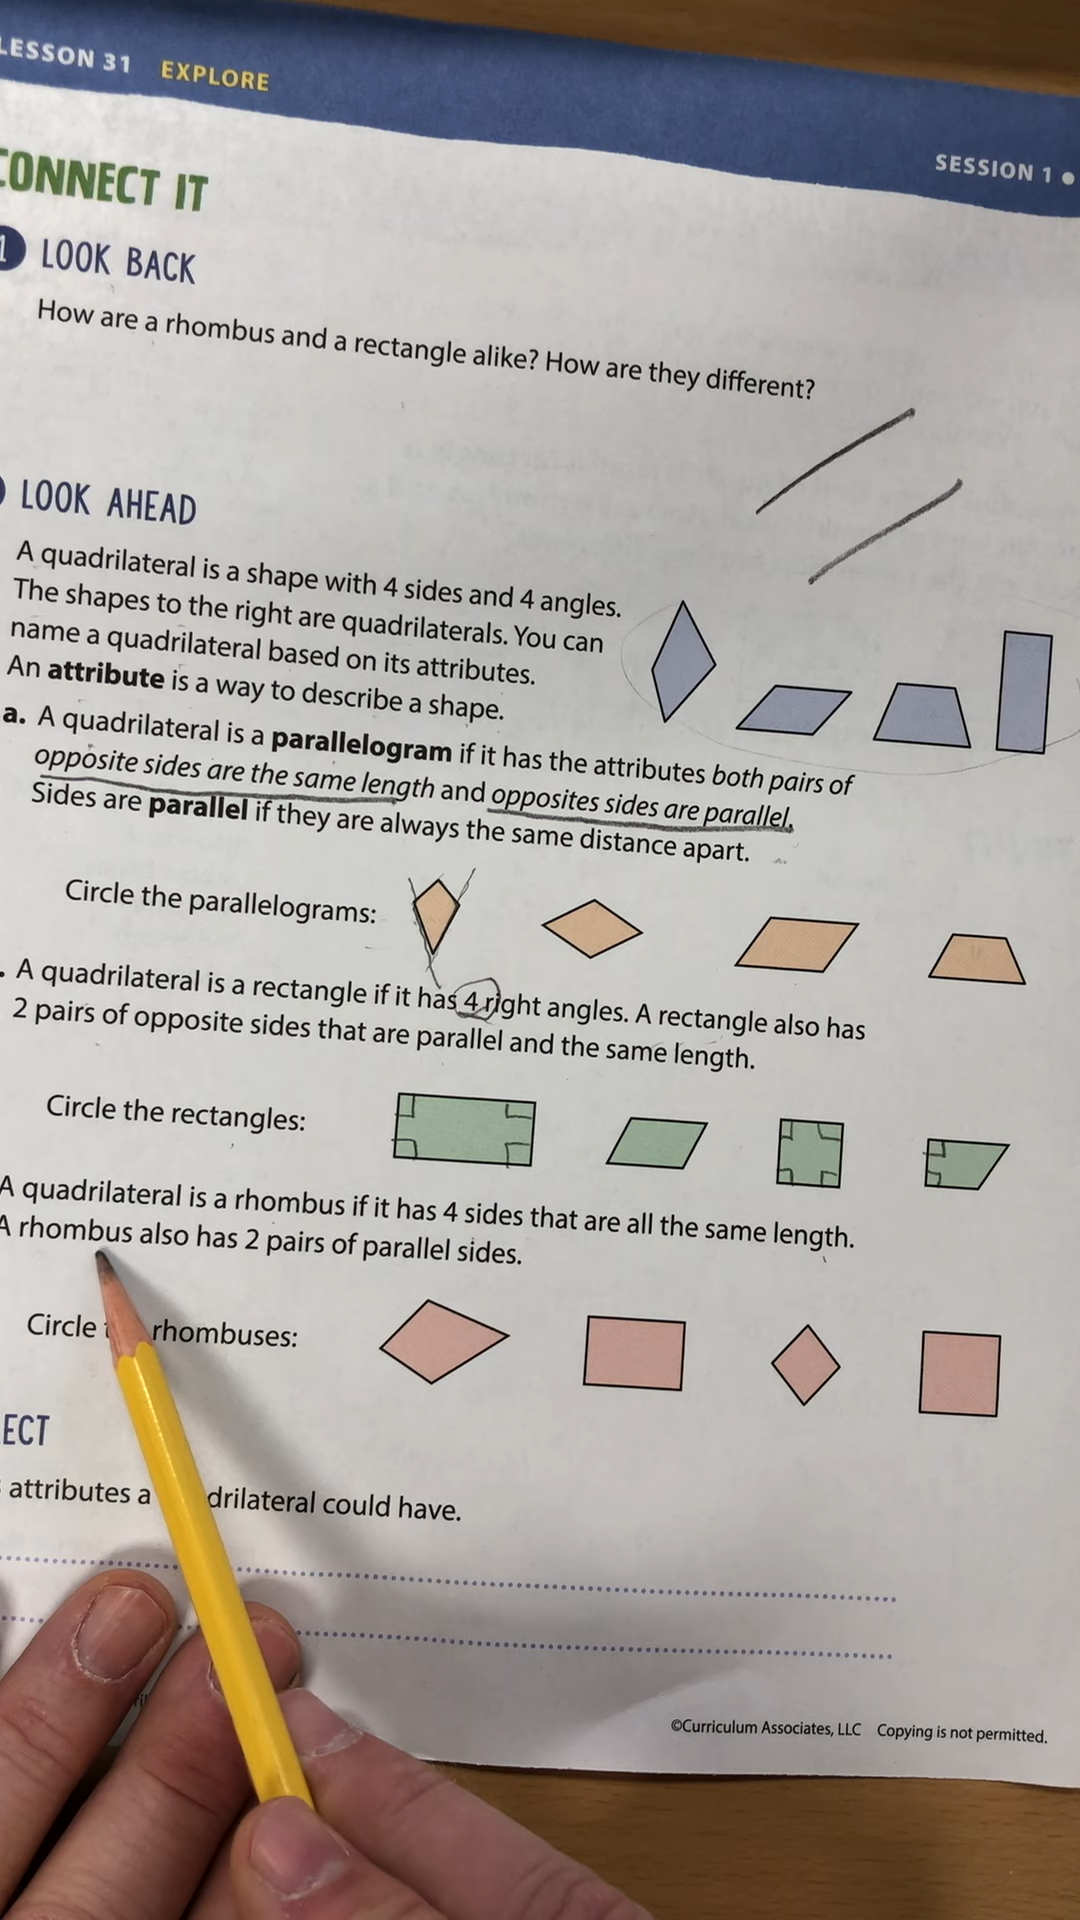 LESSON 31 EXPLORE
SESSION 1 ●
CONNECT IT
1 LOOK BACK
How are a rhombus and a rectangle alike? How are they different?
LOOK AHEAD
A quadrilateral is a shape with 4 sides and 4 angles.
The shapes to the right are quadrilaterals. You can
name a quadrilateral based on its attributes.
An attribute is a way to describe a shape.
a. A quadrilateral is a parallelogram if it has the attributes both pairs of
opposite sides are the same length and opposites sides are parallel.
Sides are parallel if they are always the same distance apart.
Circle the parallelograms:
. A quadrilateral is a rectangle if it has 4 right angles. A rectangle also has
2 pairs of opposite sides that are parallel and the same length.
Circle the rectangles:
A quadrilateral is a rhombus if it has 4 sides that are all the same length.
A rhombus also has 2 pairs of parallel sides.
Circle rhombuses:
ECT
attributes a drilateral could have.
©Curriculum Associates, LLC Copying is not permitted.